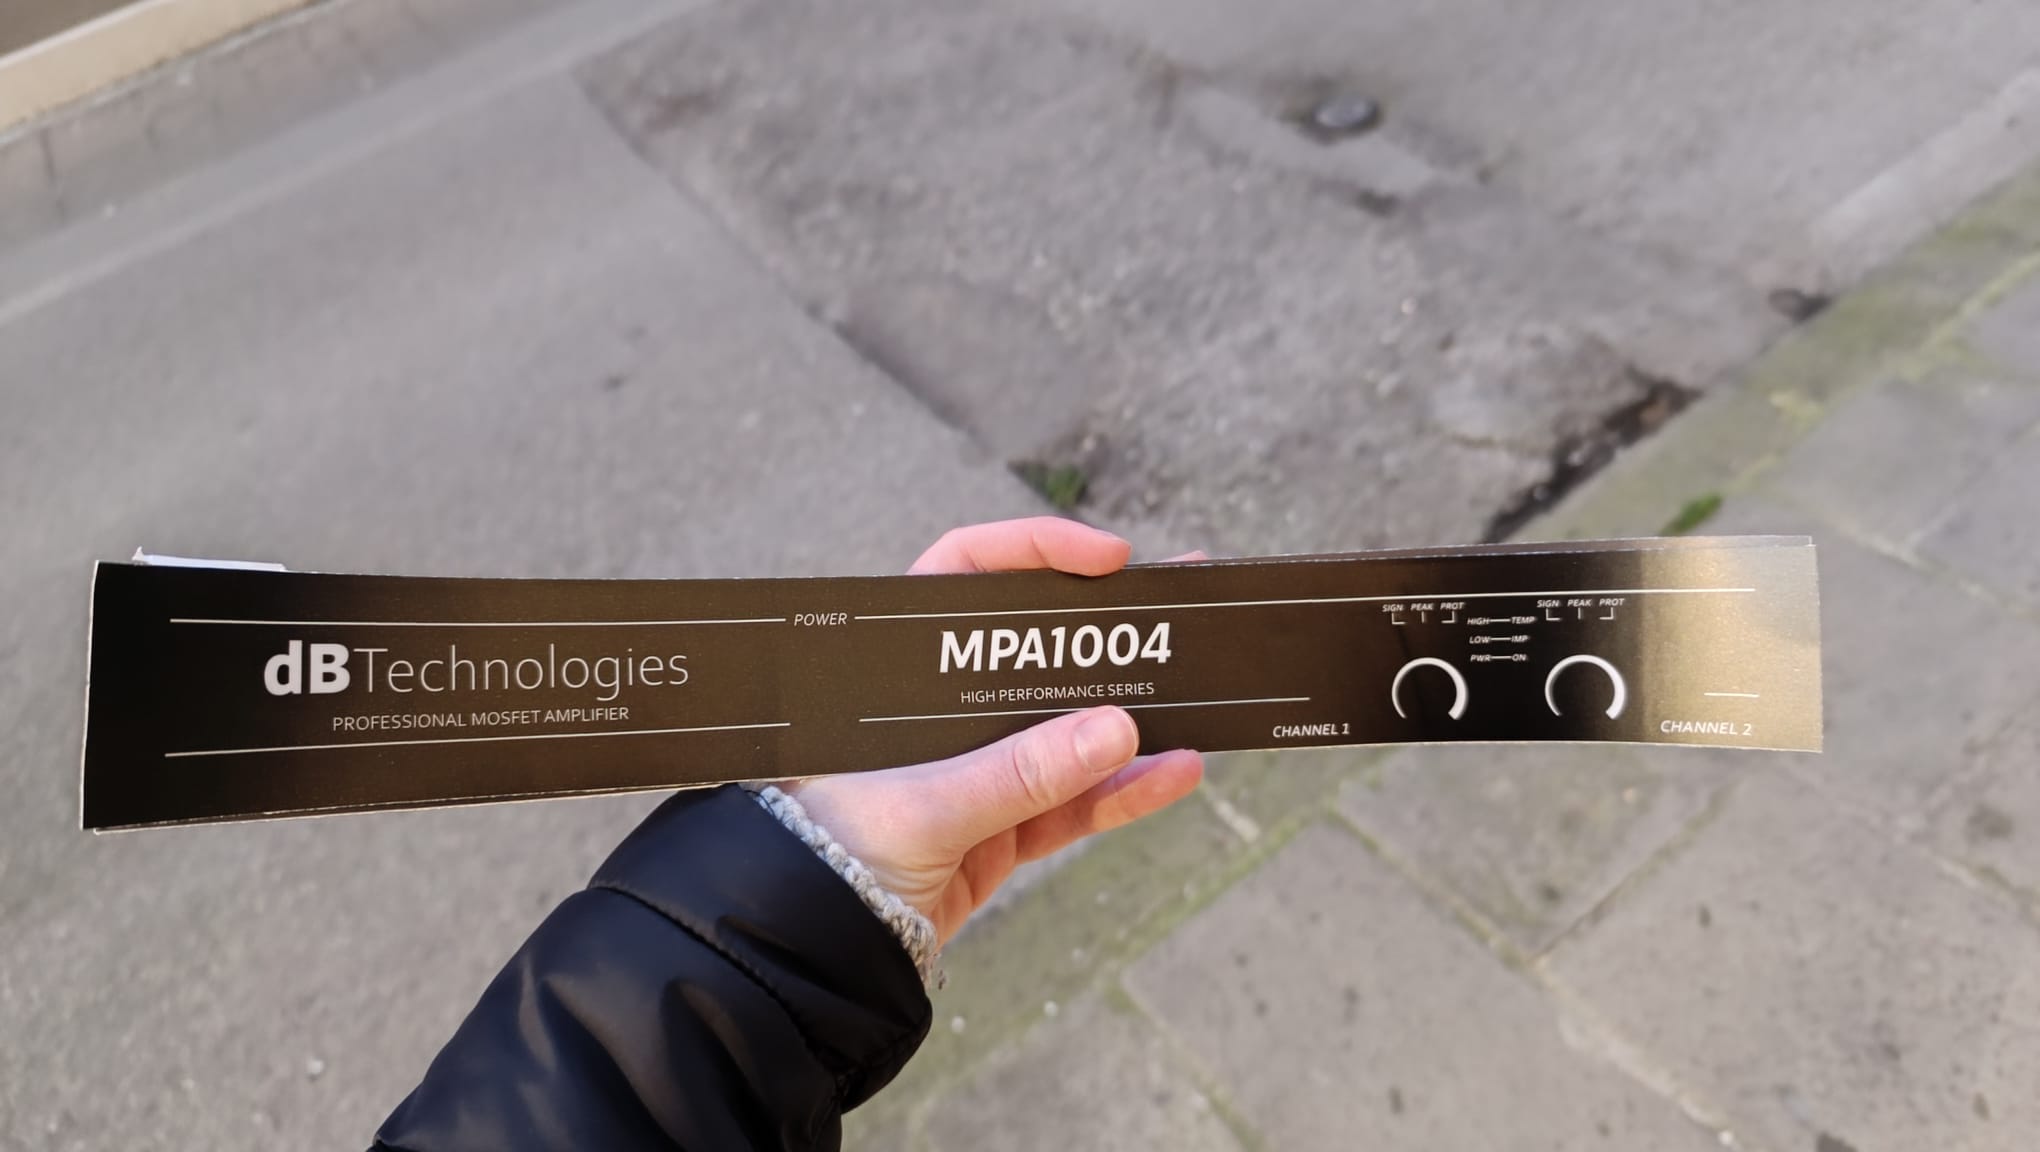 POWER
dBTechnologies
PROFESSIONAL MOSFET AMPLIFIER
MPA1004
HIGH PERFORMANCE SERIES
SIGN PEAK PROT
HIGH TEMP
LOW IMP
PWR ON
SIGN PEAK PROT
CHANNEL 1
CHANNEL 2